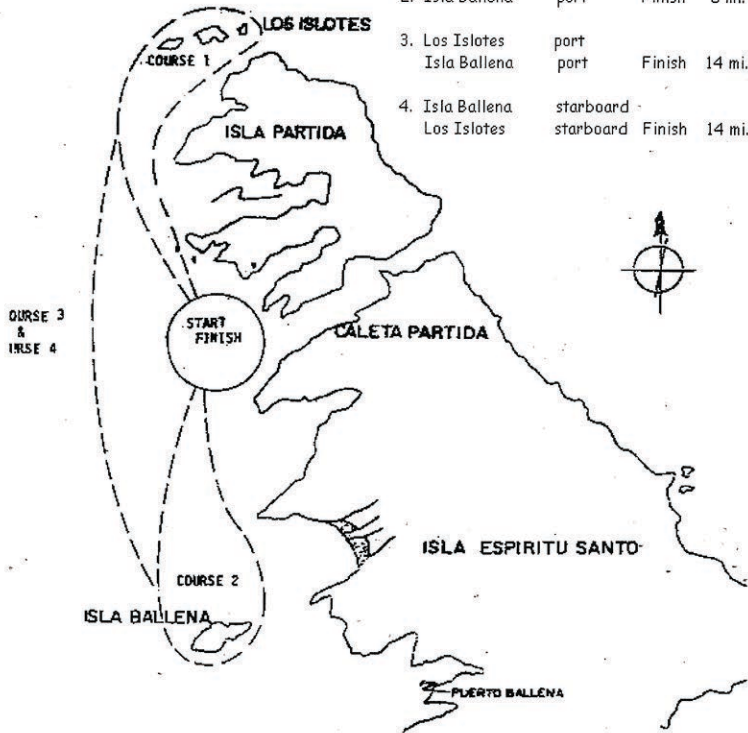 2. Isla Ballena port Finish
3. Los Islotes port
Isla Ballena port Finish 14 mi.
4. Isla Ballena starboard
Los Islotes starboard Finish 14 mi.
LOS ISLOTES
COURSE 1
ISLA PARTIDA
START
FINISH
CALETA PARTIDA
OURSE 3
&
URSE 4
ISLA ESPIRITU SANTO
COURSE 2
ISLA BALLENA
PUERTO BALLENA